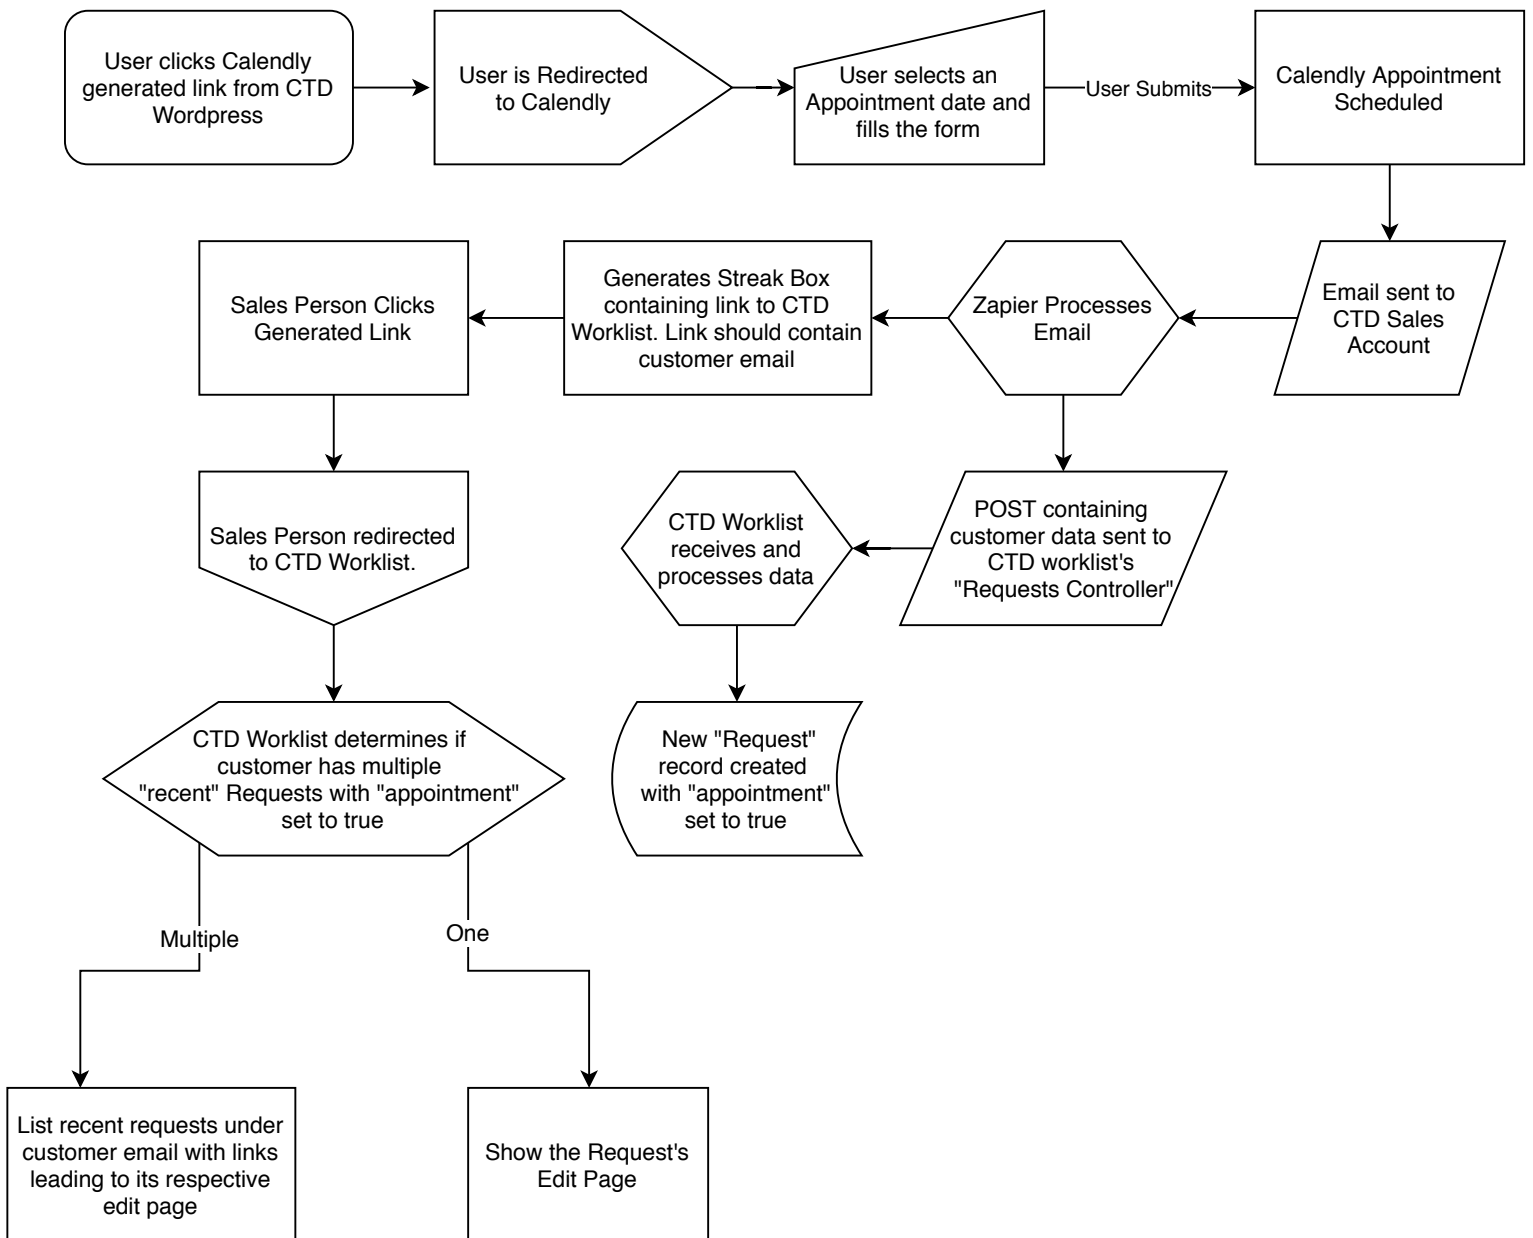 User clicks Calendly
generated link from CTD
Wordpress
User is Redirected
to Calendly
User selects an
Appointment date and
fills the form
User Submits
Calendly Appointment
Scheduled
Sales Person Clicks
Generated Link
Generates Streak Box
containing link to CTD
Worklist. Link should contain
customer email
Zapier Processes
Email
Email sent to
CTD Sales
Account
Sales Person redirected
to CTD Worklist.
CTD Worklist
receives and
processes data
POST containing
customer data sent to
CTD worklist's
"Requests Controller"
CTD Worklist determines if
customer has multiple
"recent" Requests with "appointment"
set to true
New "Request"
record created
with "appointment"
set to true
Multiple
One
List recent requests under
customer email with links
leading to its respective
edit page
Show the Request's
Edit Page